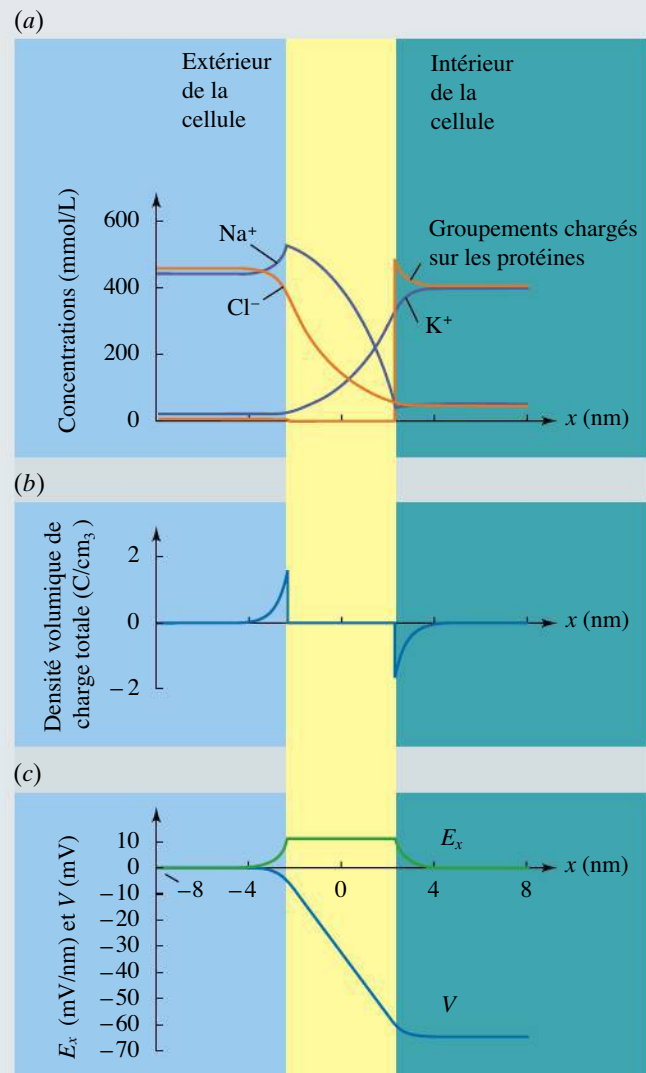 (a)
Extérieur
de la
cellule
Intérieur
de la
cellule
Concentrations (mmol/L)
600
400
200
0
Na⁺
Cl⁻
Groupements chargés
sur les protéines
K⁺
x (nm)
(b)
Densité volumique de
charge totale (C/cm₃)
2
0
−2
x (nm)
(c)
Eₓ (mV/nm) et V (mV)
10
0
−10
−20
−30
−40
−50
−60
−70
−8
−4
0
4
8
x (nm)
Eₓ
V